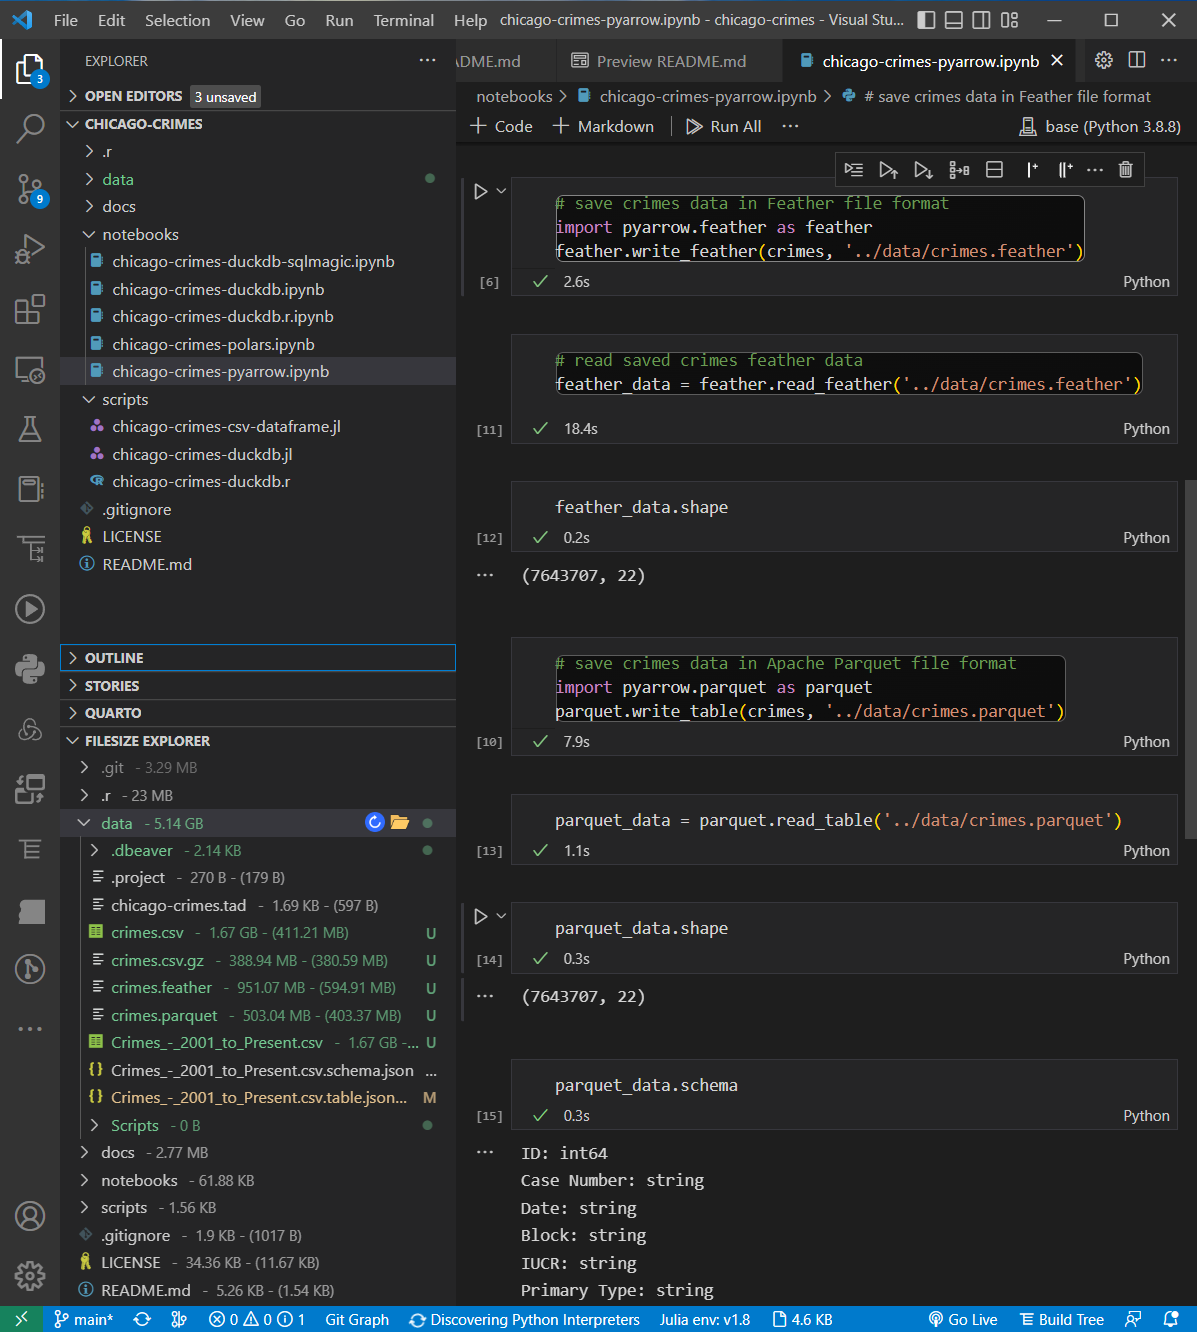 File Edit Selection View Go Run Terminal Help chicago-crimes-pyarrow.ipynb - chicago-crimes - Visual Stu...
EXPLORER ...
OPEN EDITORS 3 unsaved
CHICAGO-CRIMES
.r
data
docs
notebooks
chicago-crimes-duckdb-sqlmagic.ipynb
chicago-crimes-duckdb.ipynb
chicago-crimes-duckdb.r.ipynb
chicago-crimes-polars.ipynb
chicago-crimes-pyarrow.ipynb
scripts
chicago-crimes-csv-dataframe.jl
chicago-crimes-duckdb.jl
chicago-crimes-duckdb.r
.gitignore
LICENSE
README.md
OUTLINE
STORIES
QUARTO
FILESIZE EXPLORER
.git - 3.29 MB
.r - 23 MB
data - 5.14 GB
.dbeaver - 2.14 KB
.project - 270 B - (179 B)
chicago-crimes.tad - 1.69 KB - (597 B)
crimes.csv - 1.67 GB - (411.21 MB) U
crimes.csv.gz - 388.94 MB - (380.59 MB) U
crimes.feather - 951.07 MB - (594.91 MB) U
crimes.parquet - 503.04 MB - (403.37 MB) U
Crimes_-_2001_to_Present.csv - 1.67 GB -... U
Crimes_-_2001_to_Present.csv.schema.json ...
Crimes_-_2001_to_Present.csv.table.json... M
Scripts - 0 B
docs - 2.77 MB
notebooks - 61.88 KB
scripts - 1.56 KB
.gitignore - 1.9 KB - (1017 B)
LICENSE - 34.36 KB - (11.67 KB)
README.md - 5.26 KB - (1.54 KB)
3
9
ADME.md Preview README.md chicago-crimes-pyarrow.ipynb
notebooks > chicago-crimes-pyarrow.ipynb > # save crimes data in Feather file format
+ Code + Markdown Run All ... base (Python 3.8.8)
# save crimes data in Feather file format
import pyarrow.feather as feather
feather.write_feather(crimes, '../data/crimes.feather')
[6] 2.6s Python
# read saved crimes feather data
feather_data = feather.read_feather('../data/crimes.feather')
[11] 18.4s Python
feather_data.shape
[12] 0.2s Python
... (7643707, 22)
# save crimes data in Apache Parquet file format
import pyarrow.parquet as parquet
parquet.write_table(crimes, '../data/crimes.parquet')
[10] 7.9s Python
parquet_data = parquet.read_table('../data/crimes.parquet')
[13] 1.1s Python
parquet_data.shape
[14] 0.3s Python
... (7643707, 22)
parquet_data.schema
[15] 0.3s Python
... ID: int64
Case Number: string
Date: string
Block: string
IUCR: string
Primary Type: string
main* 0 0 1 Git Graph Discovering Python Interpreters Julia env: v1.8 4.6 KB Go Live Build Tree